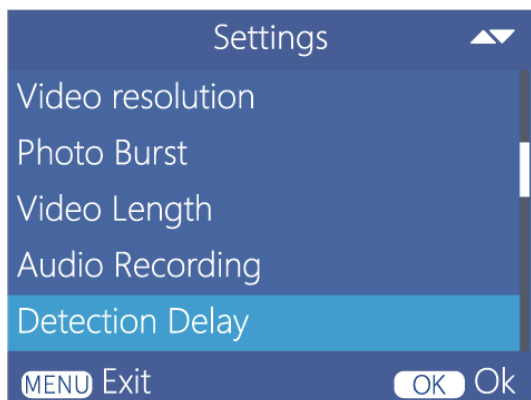 Settings
Video resolution
Photo Burst
Video Length
Audio Recording
Detection Delay
MENU Exit OK Ok